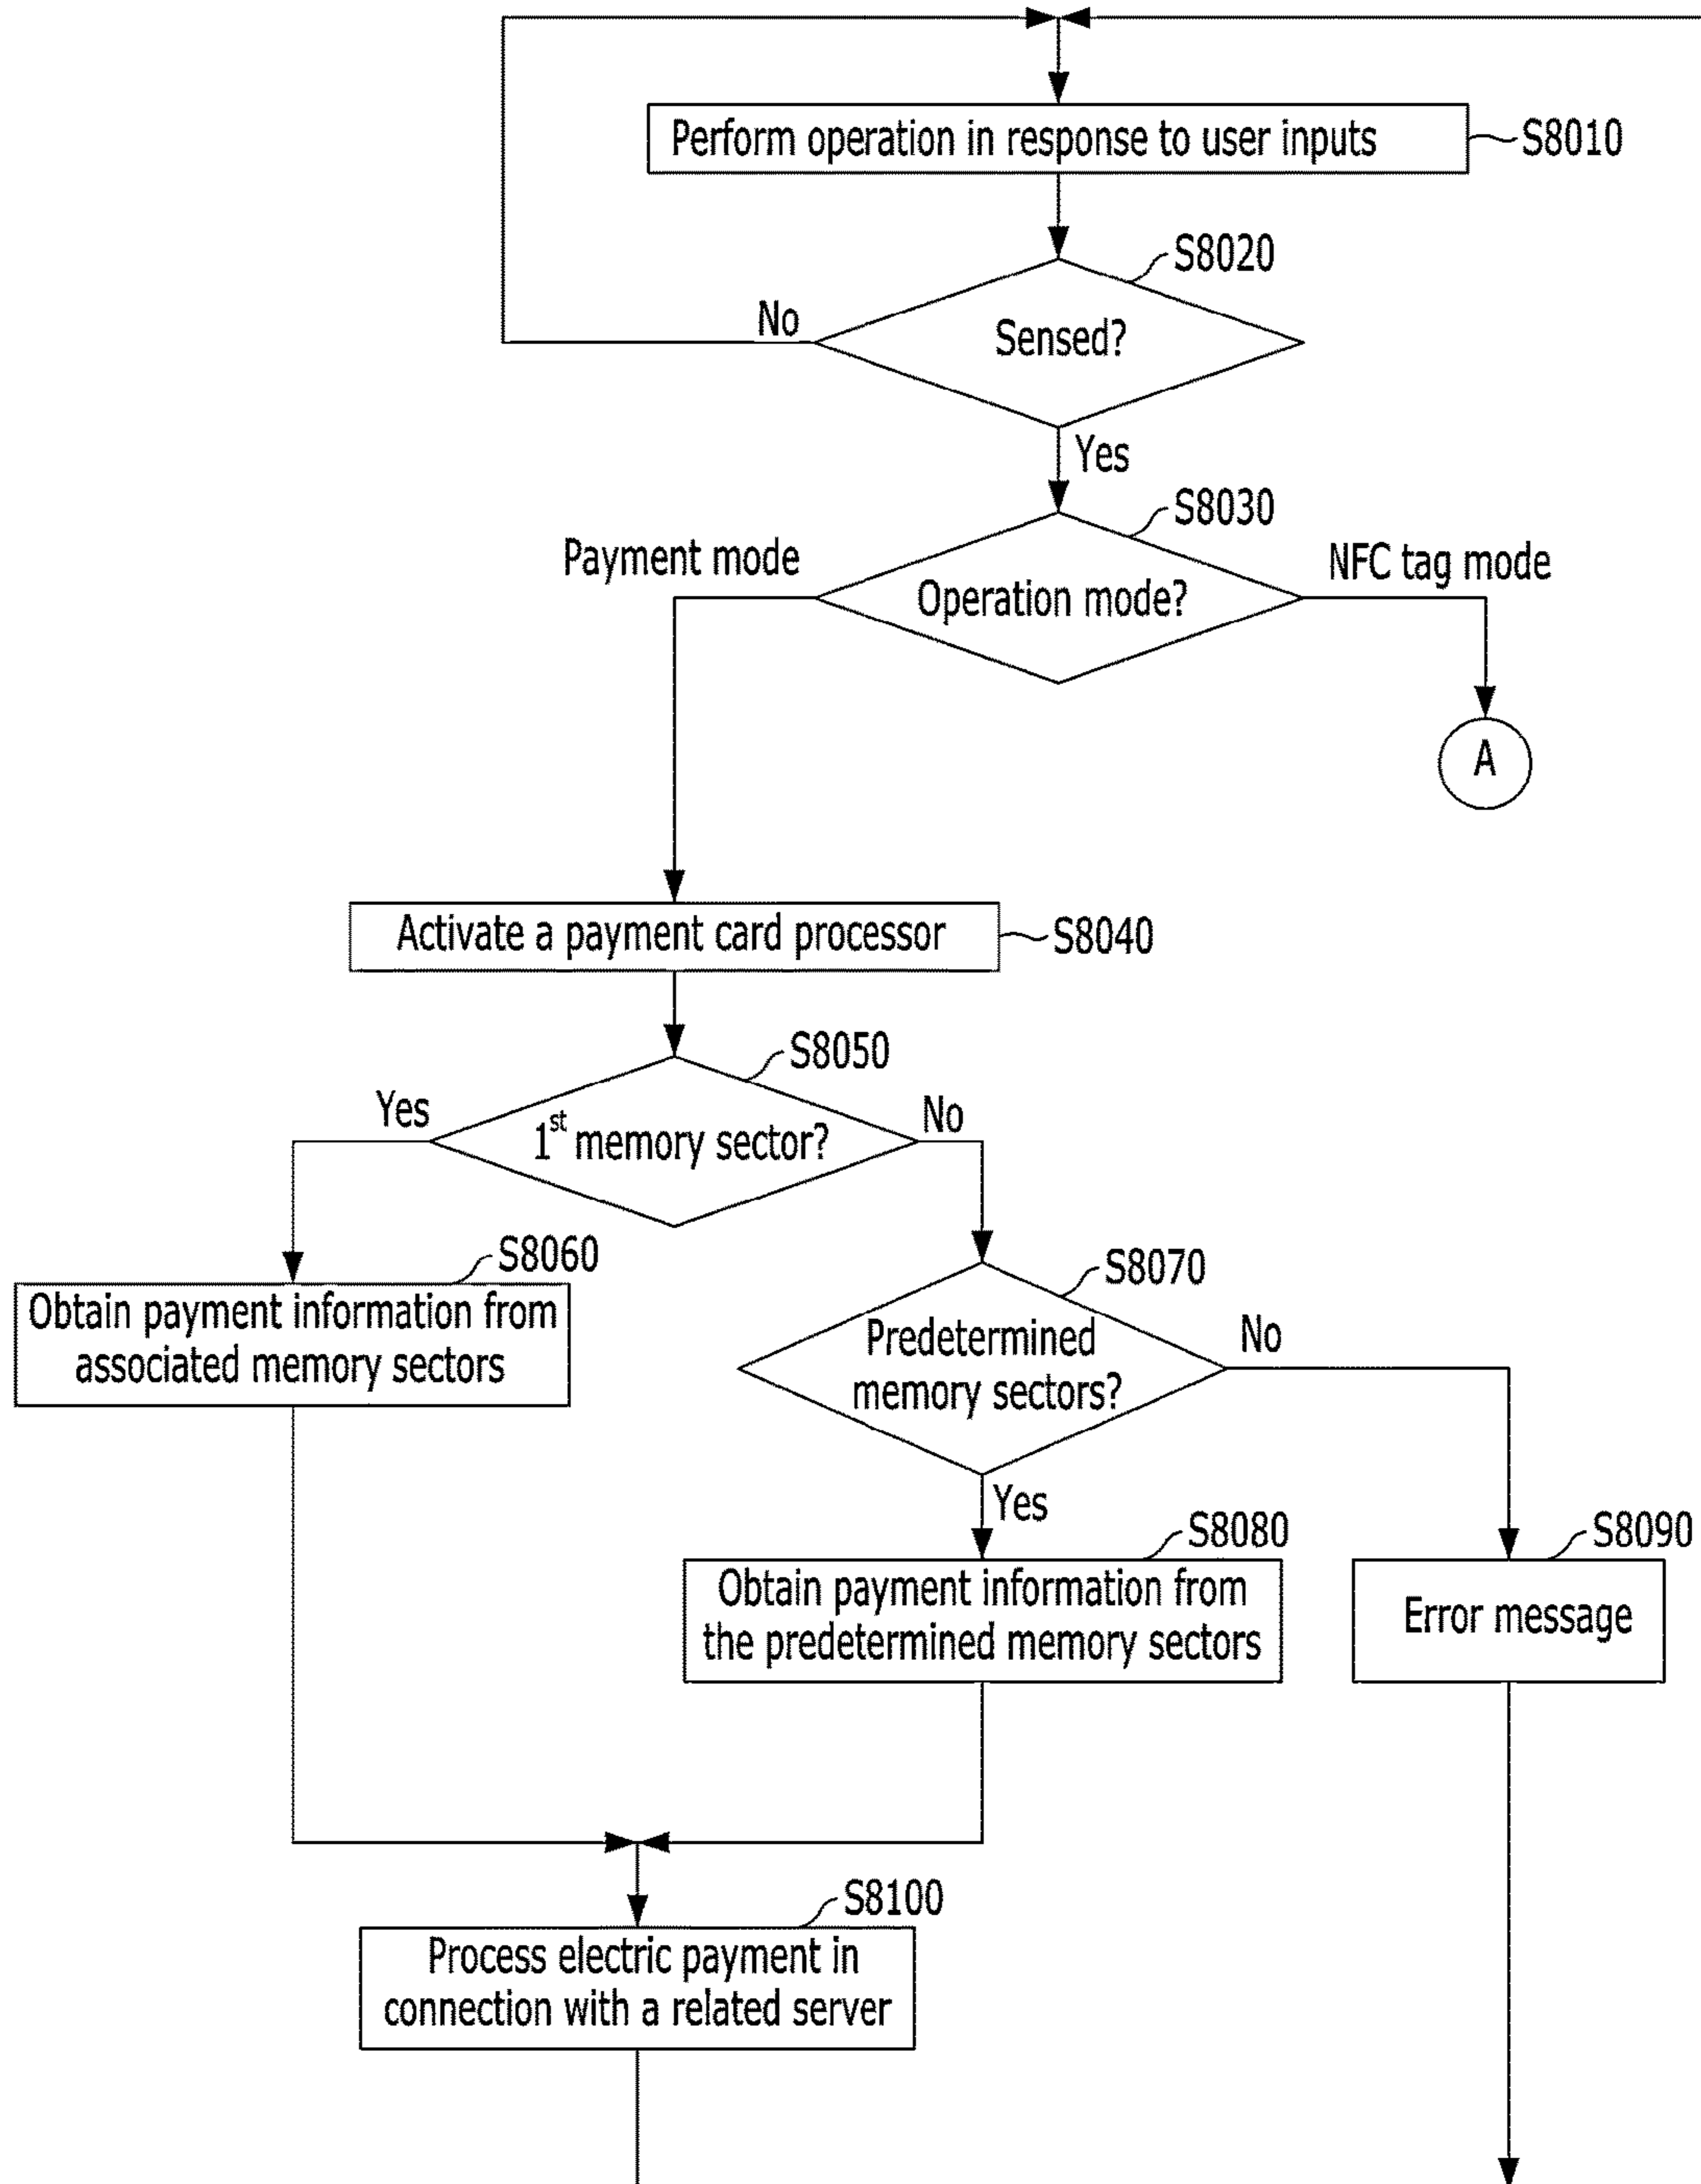 Perform operation in response to user inputs
S8010
S8020
No
Sensed?
Yes
S8030
Payment mode
NFC tag mode
Operation mode?
A
Activate a payment card processor
S8040
S8050
Yes
No
1st memory sector?
S8060
S8070
Obtain payment information from
associated memory sectors
Predetermined
memory sectors?
No
Yes
S8080
S8090
Obtain payment information from
the predetermined memory sectors
Error message
S8100
Process electric payment in
connection with a related server